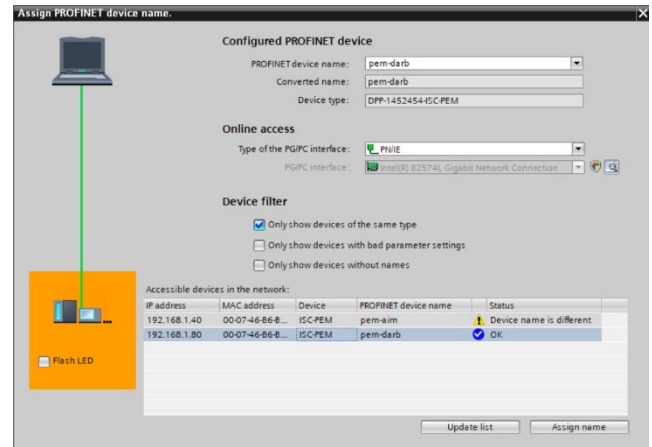 Assign PROFINET device name.
Configured PROFINET device
PROFINET device name: pem-darb
Converted name: pem-darb
Device type: DPP-1452454-ISC-PEM
Online access
Type of the PG/PC interface: PN/IE
PG/PC interface: Intel(R) 82574L Gigabit Network Connection
Device filter
Only show devices of the same type
Only show devices with bad parameter settings
Only show devices without names
Accessible devices in the network:
IP address MAC address Device PROFINET device name Status
192.168.1.40 00-07-46-B6-B... ISC-PEM pem-aim Device name is different
192.168.1.80 00-07-46-B6-B... ISC-PEM pem-darb OK
Flash LED
Update list Assign name